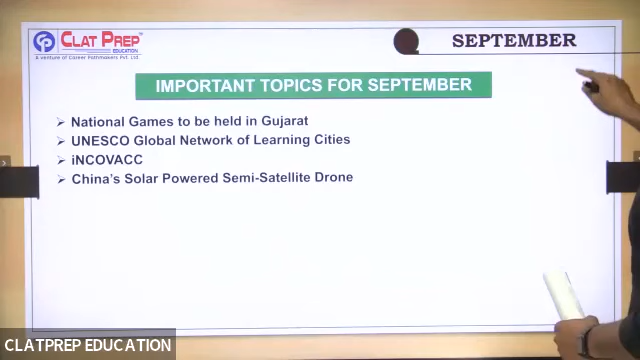 CP
CLAT PREP
EDUCATION
A venture of Career Pathmakers Pvt. Ltd.
SEPTEMBER
IMPORTANT TOPICS FOR SEPTEMBER
National Games to be held in Gujarat
UNESCO Global Network of Learning Cities
iNCOVACC
China's Solar Powered Semi-Satellite Drone
CLATPREP EDUCATION